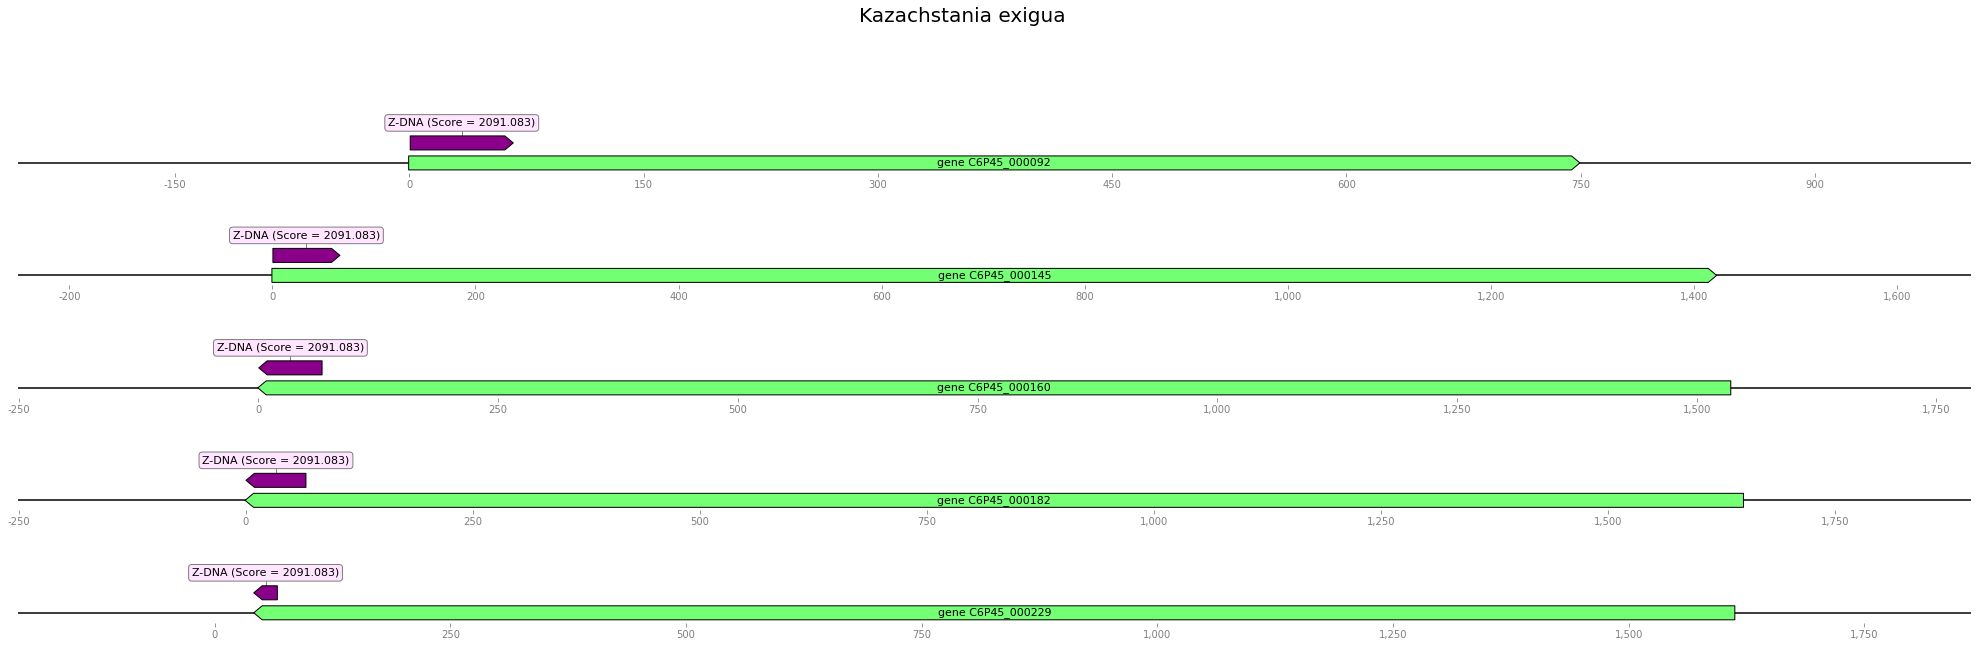 Kazachstania exigua
Z-DNA (Score = 2091.083)
gene C6P45_000092
-150 0 150 300 450 600 750 900
Z-DNA (Score = 2091.083)
gene C6P45_000145
-200 0 200 400 600 800 1,000 1,200 1,400 1,600
Z-DNA (Score = 2091.083)
gene C6P45_000160
-250 0 250 500 750 1,000 1,250 1,500 1,750
Z-DNA (Score = 2091.083)
gene C6P45_000182
-250 0 250 500 750 1,000 1,250 1,500 1,750
Z-DNA (Score = 2091.083)
gene C6P45_000229
0 250 500 750 1,000 1,250 1,500 1,750